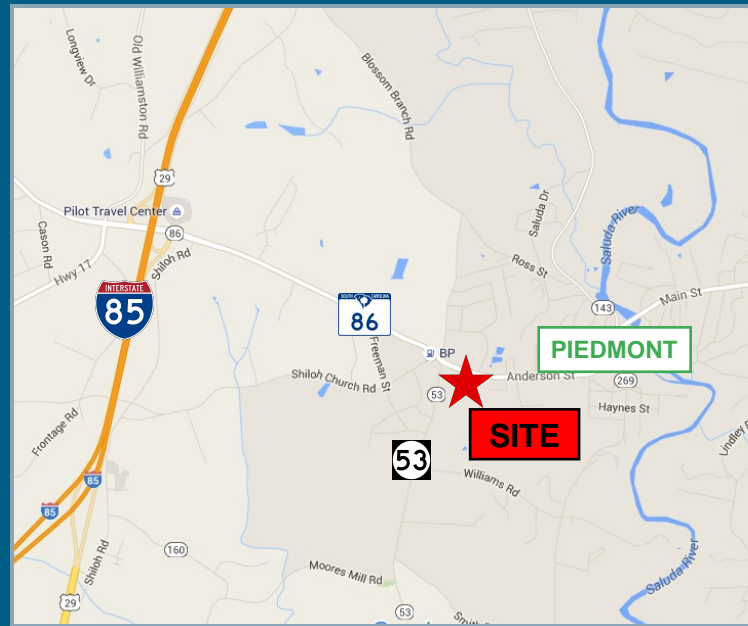 Longview Dr
Old Williamston Rd
Blossom Branch Rd
29
Pilot Travel Center
86
Cason Rd
Hwy 17
Shiloh Rd
INTERSTATE
85
Saluda Dr
Saluda River
Ross St
Main St
143
SOUTH CAROLINA
86
Freeman St
BP
PIEDMONT
Shiloh Church Rd
Anderson St
53
269
Haynes St
SITE
Frontage Rd
Lindley
53
Williams Rd
85
85
160
Shiloh Rd
Moores Mill Rd
Saluda River
29
53
Smith